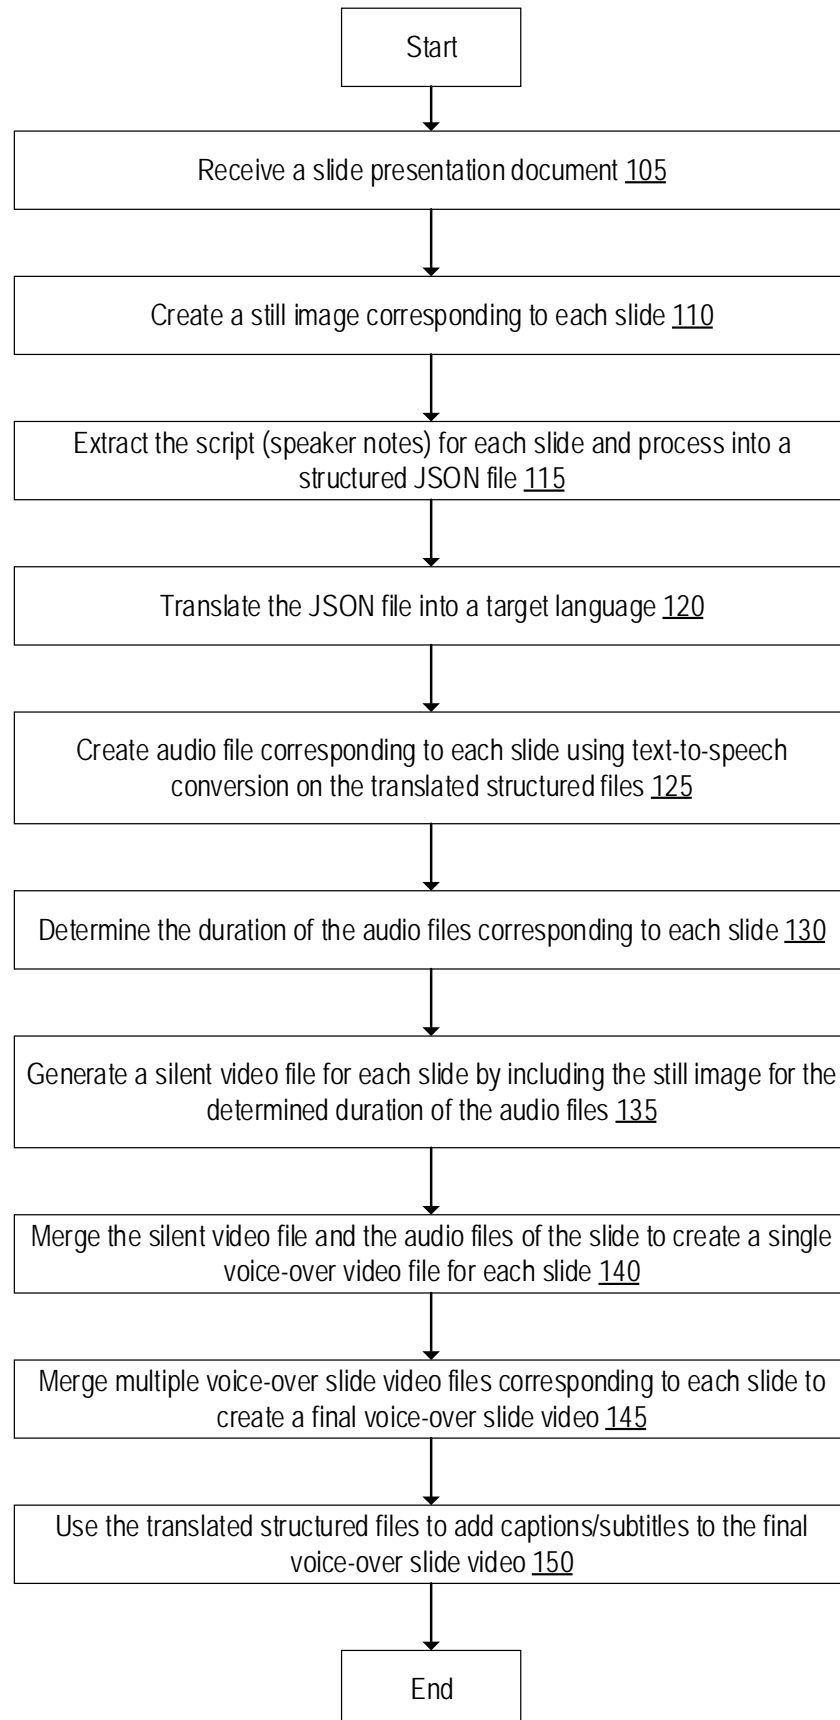 Start
Receive a slide presentation document 105
Create a still image corresponding to each slide 110
Extract the script (speaker notes) for each slide and process into a
structured JSON file 115
Translate the JSON file into a target language 120
Create audio file corresponding to each slide using text-to-speech
conversion on the translated structured files 125
Determine the duration of the audio files corresponding to each slide 130
Generate a silent video file for each slide by including the still image for the
determined duration of the audio files 135
Merge the silent video file and the audio files of the slide to create a single
voice-over video file for each slide 140
Merge multiple voice-over slide video files corresponding to each slide to
create a final voice-over slide video 145
Use the translated structured files to add captions/subtitles to the final
voice-over slide video 150
End